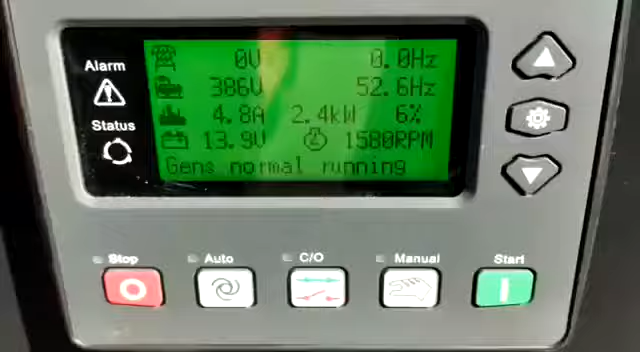 0V 0.0Hz
Alarm
386V 52.6Hz
4.8A 2.4kW 6%
Status
13.9V 1580RPM
Gens normal running
Stop Auto C/O Manual Start